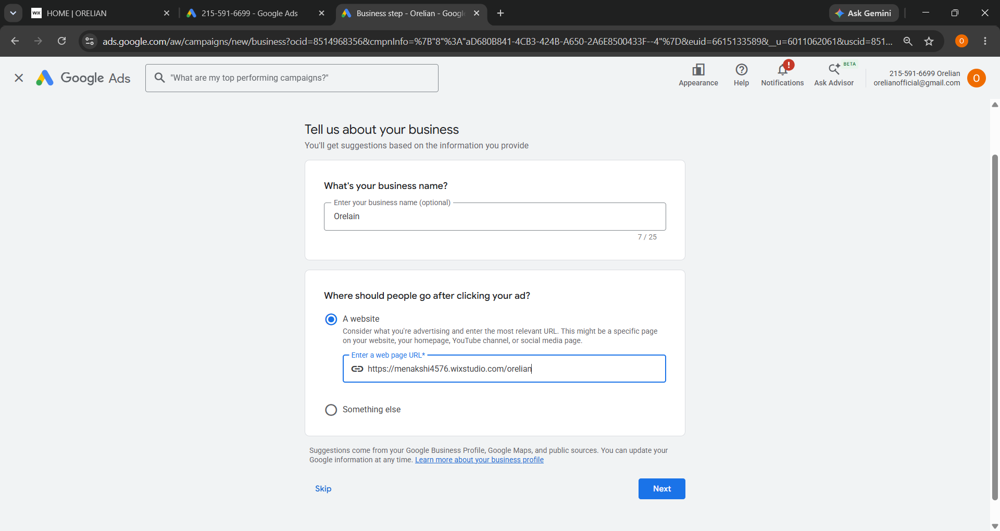 HOME | ORELIAN
215-591-6699 - Google Ads
Business step - Orelian - Googl
Ask Gemini
ads.google.com/aw/campaigns/new/business?ocid=8514968356&cmpnInfo=%7B"8"%3A"aD680B841-4CB3-424B-A650-2A6E8500433F--4"%7D&euid=6615133589&__u=6011062061&uscid=851...
O
Google Ads
"What are my top performing campaigns?"
Appearance
Help
!
Notifications
BETA
Ask Advisor
215-591-6699 Orelian
orelianofficial@gmail.com
O
Tell us about your business
You'll get suggestions based on the information you provide
What's your business name?
Enter your business name (optional)
Orelain
7 / 25
Where should people go after clicking your ad?
A website
Consider what you're advertising and enter the most relevant URL. This might be a specific page
on your website, your homepage, YouTube channel, or social media page.
Enter a web page URL*
https://menakshi4576.wixstudio.com/orelian
Something else
Suggestions come from your Google Business Profile, Google Maps, and public sources. You can update your
Google information at any time. Learn more about your business profile
Skip
Next